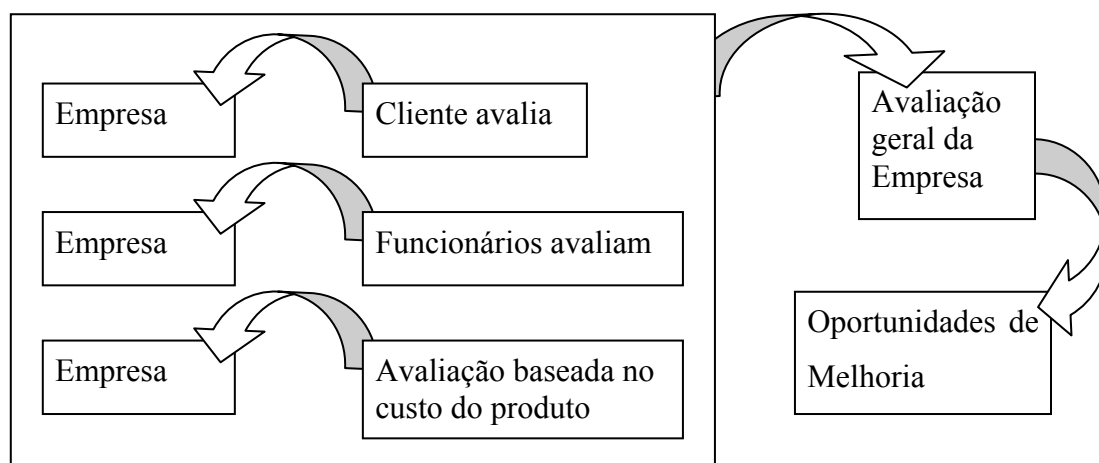 Empresa
Cliente avalia
Empresa
Funcionários avaliam
Empresa
Avaliação baseada no
custo do produto
Avaliação
geral da
Empresa
Oportunidades de
Melhoria